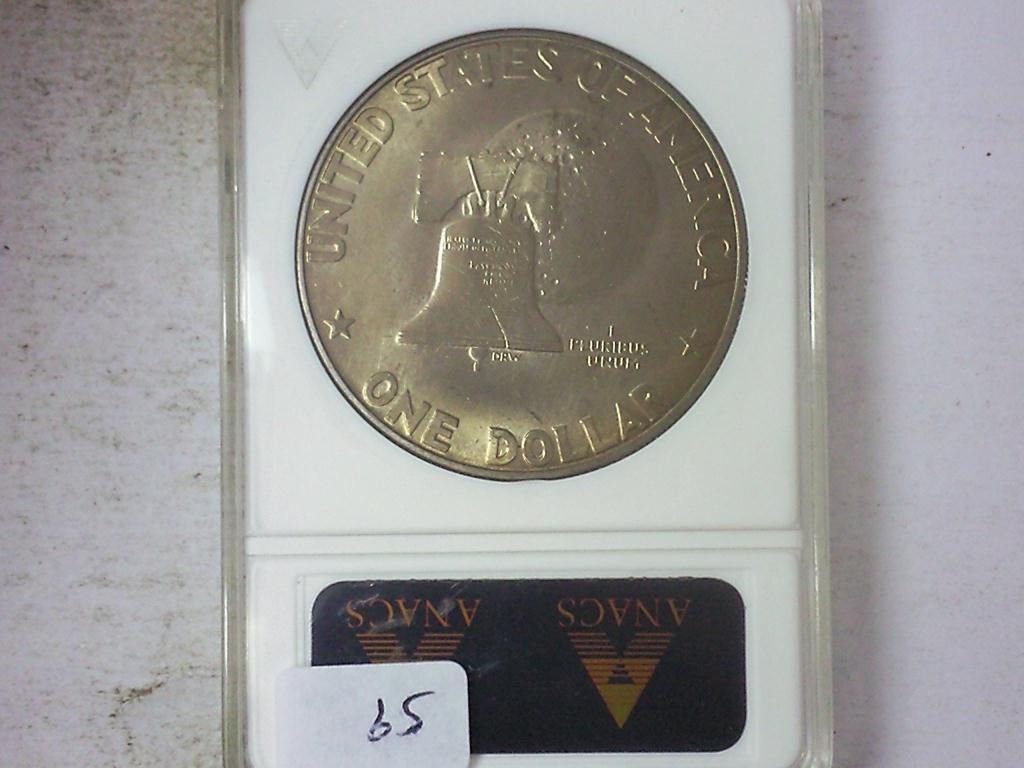 UNITED STATES OF AMERICA
E
PLURIBUS
UNUM
ONE DOLLAR
ANACS ANACS
65